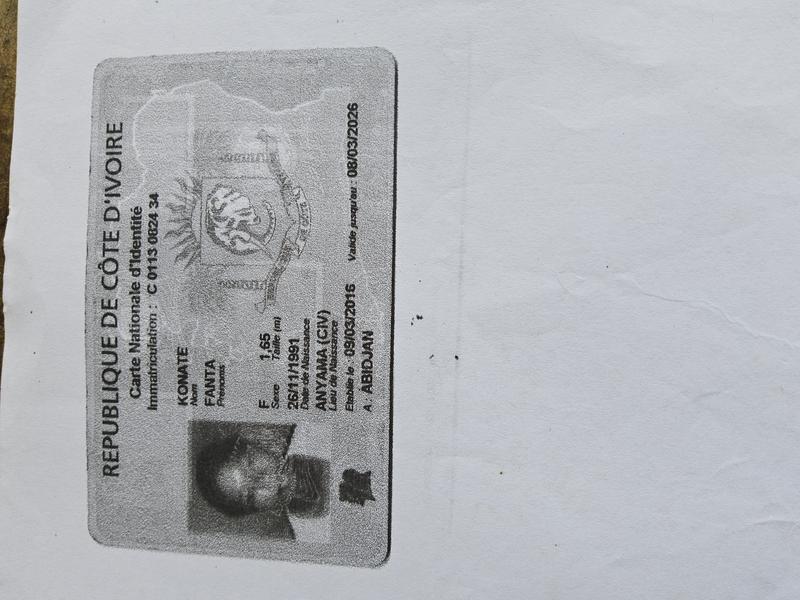 REPUBLIQUE DE CÔTE D'IVOIRE
Carte Nationale d'Identité
Immatriculation : C 0113 0824 34
KONATE
Nom
FANTA
Prénoms
F 1,65
Sexe Taille (m)
26/11/1991
Date de Naissance
ANYAMA (CIV)
Lieu de Naissance
Etablie le : 09/03/2016 Valide jusqu'au : 08/03/2026
A : ABIDJAN